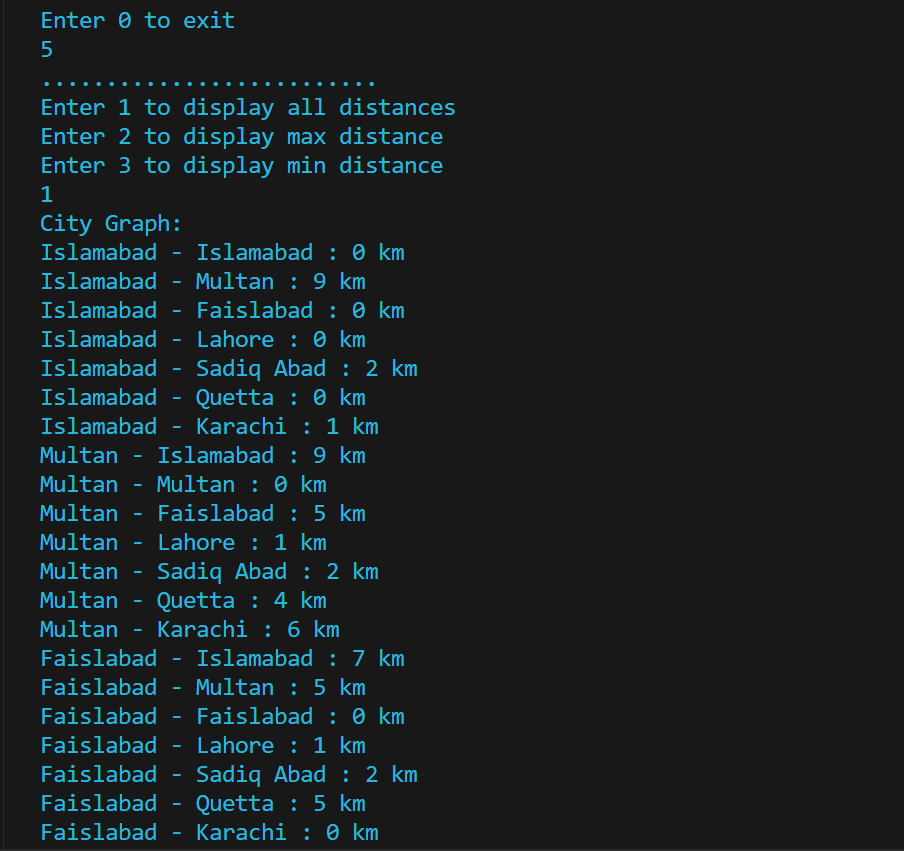 Enter 0 to exit
5
..........................
Enter 1 to display all distances
Enter 2 to display max distance
Enter 3 to display min distance
1
City Graph:
Islamabad - Islamabad : 0 km
Islamabad - Multan : 9 km
Islamabad - Faislabad : 0 km
Islamabad - Lahore : 0 km
Islamabad - Sadiq Abad : 2 km
Islamabad - Quetta : 0 km
Islamabad - Karachi : 1 km
Multan - Islamabad : 9 km
Multan - Multan : 0 km
Multan - Faislabad : 5 km
Multan - Lahore : 1 km
Multan - Sadiq Abad : 2 km
Multan - Quetta : 4 km
Multan - Karachi : 6 km
Faislabad - Islamabad : 7 km
Faislabad - Multan : 5 km
Faislabad - Faislabad : 0 km
Faislabad - Lahore : 1 km
Faislabad - Sadiq Abad : 2 km
Faislabad - Quetta : 5 km
Faislabad - Karachi : 0 km